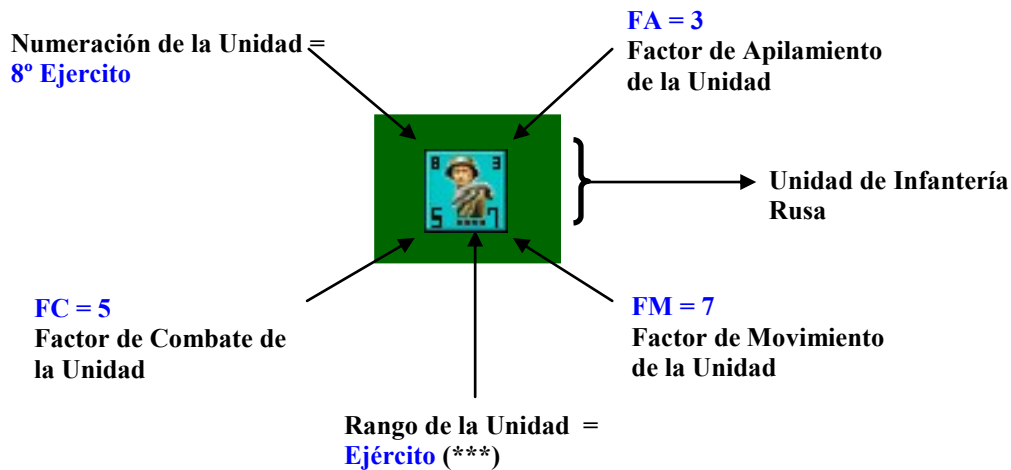 Numeración de la Unidad =
8º Ejercito
FA = 3
Factor de Apilamiento
de la Unidad
8 3
5 7
Unidad de Infantería
Rusa
FC = 5
Factor de Combate de
la Unidad
FM = 7
Factor de Movimiento
de la Unidad
Rango de la Unidad =
Ejército (***)